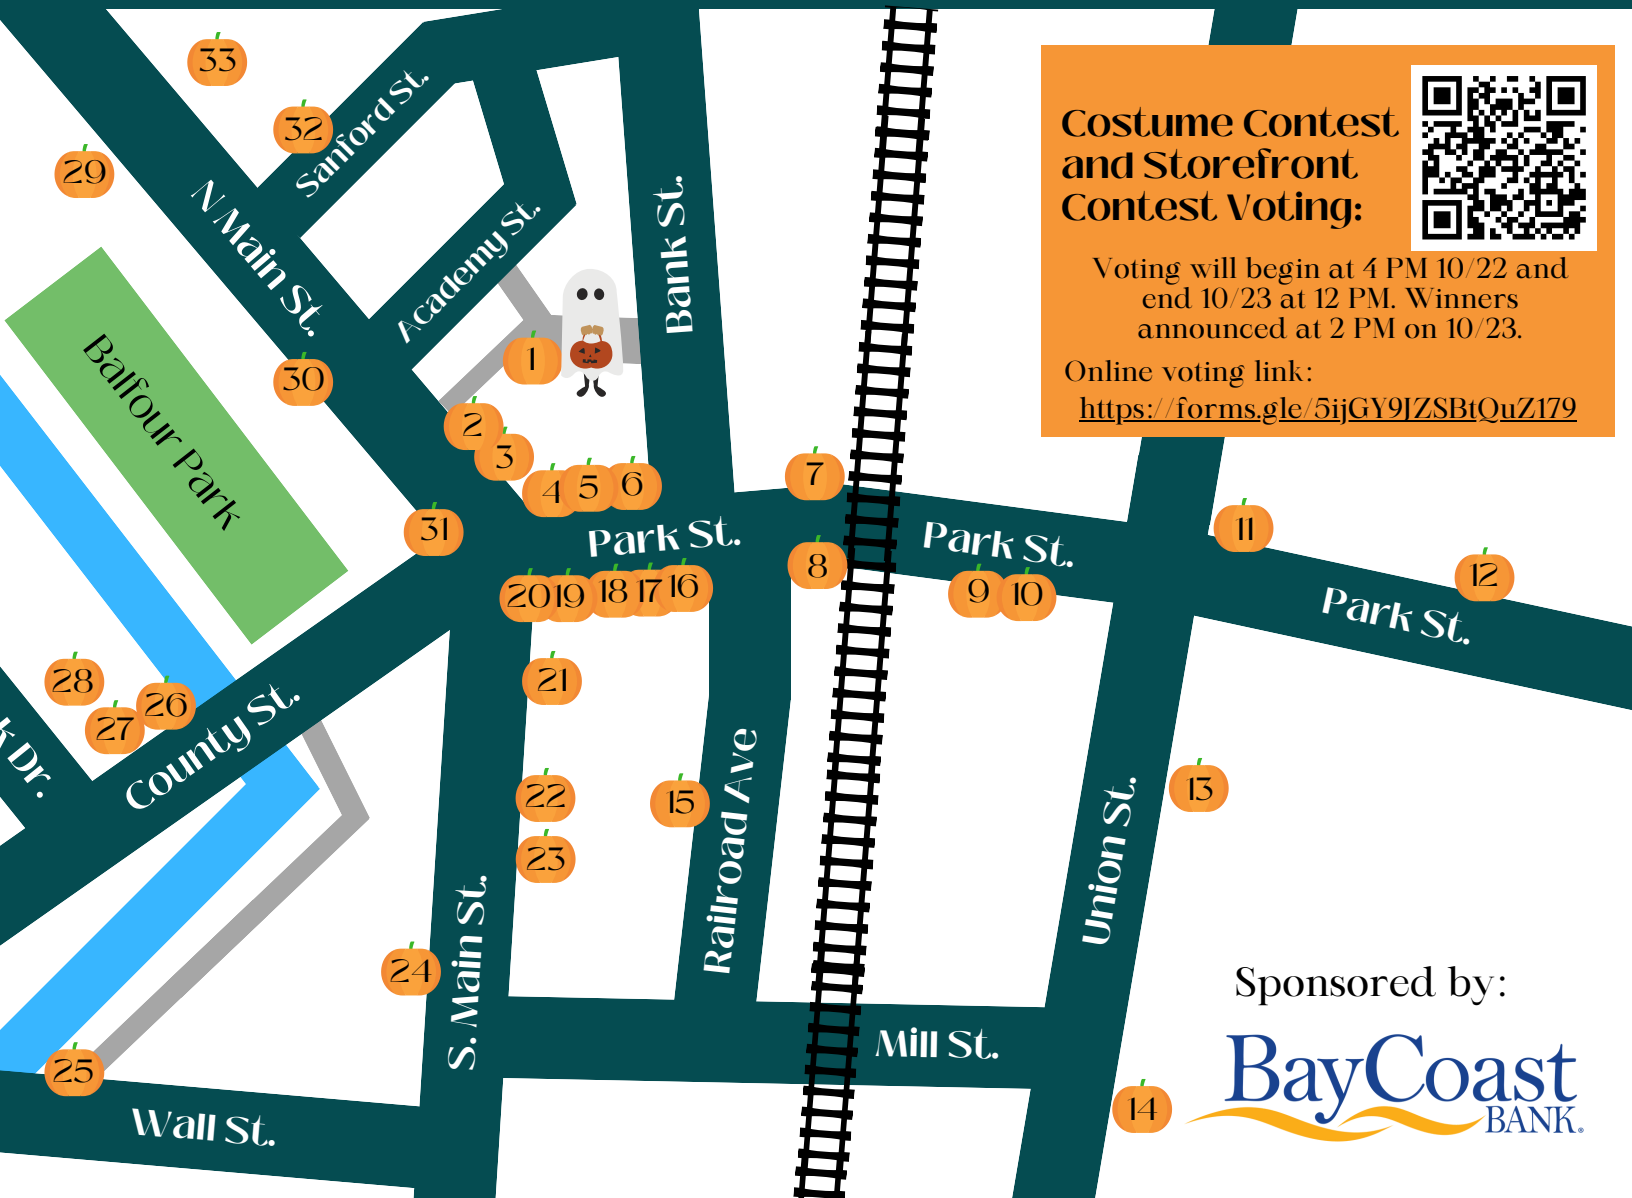 33
32
Sanford St.
29
N Main St.
Academy St.
Bank St.
Costume Contest
and Storefront
Contest Voting:
Voting will begin at 4 PM 10/22 and
end 10/23 at 12 PM. Winners
announced at 2 PM on 10/23.
Online voting link:
https://forms.gle/5ijGY9JZSBtQuZ179
Balfour Park
30
1
2
3
4
5
6
7
31
Park St.
8
Park St.
9
10
11
12
Park St.
20
19
18
17
16
28
27
26
k Dr.
County St.
21
22
23
15
Railroad Ave
13
Union St.
24
S. Main St.
25
Wall St.
Mill St.
14
Sponsored by:
BayCoast
BANK®